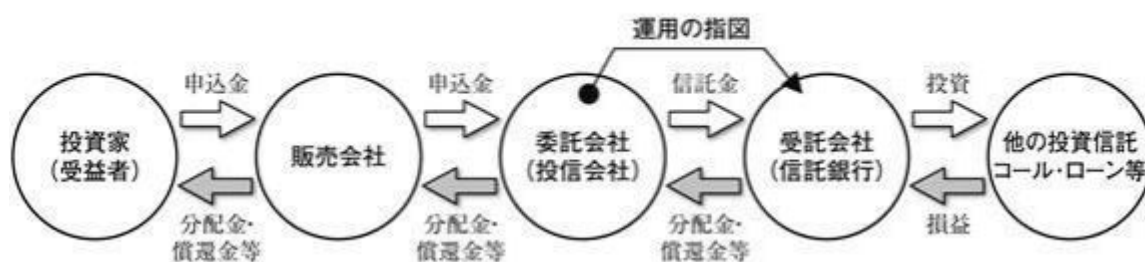 運用の指図
申込金
申込金
信託金
投資
投資家
(受益者)
販売会社
委託会社
(投信会社)
受託会社
(信託銀行)
他の投資信託
コール・ローン等
分配金・
償還金等
分配金・
償還金等
分配金・
償還金等
損益